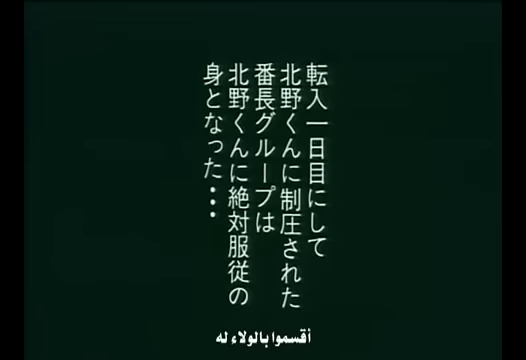 転入一日目にして
北野くんに制圧された
番長グループは
北野くんに絶対服従の
身となった・・・
أقسموا بالولاء له